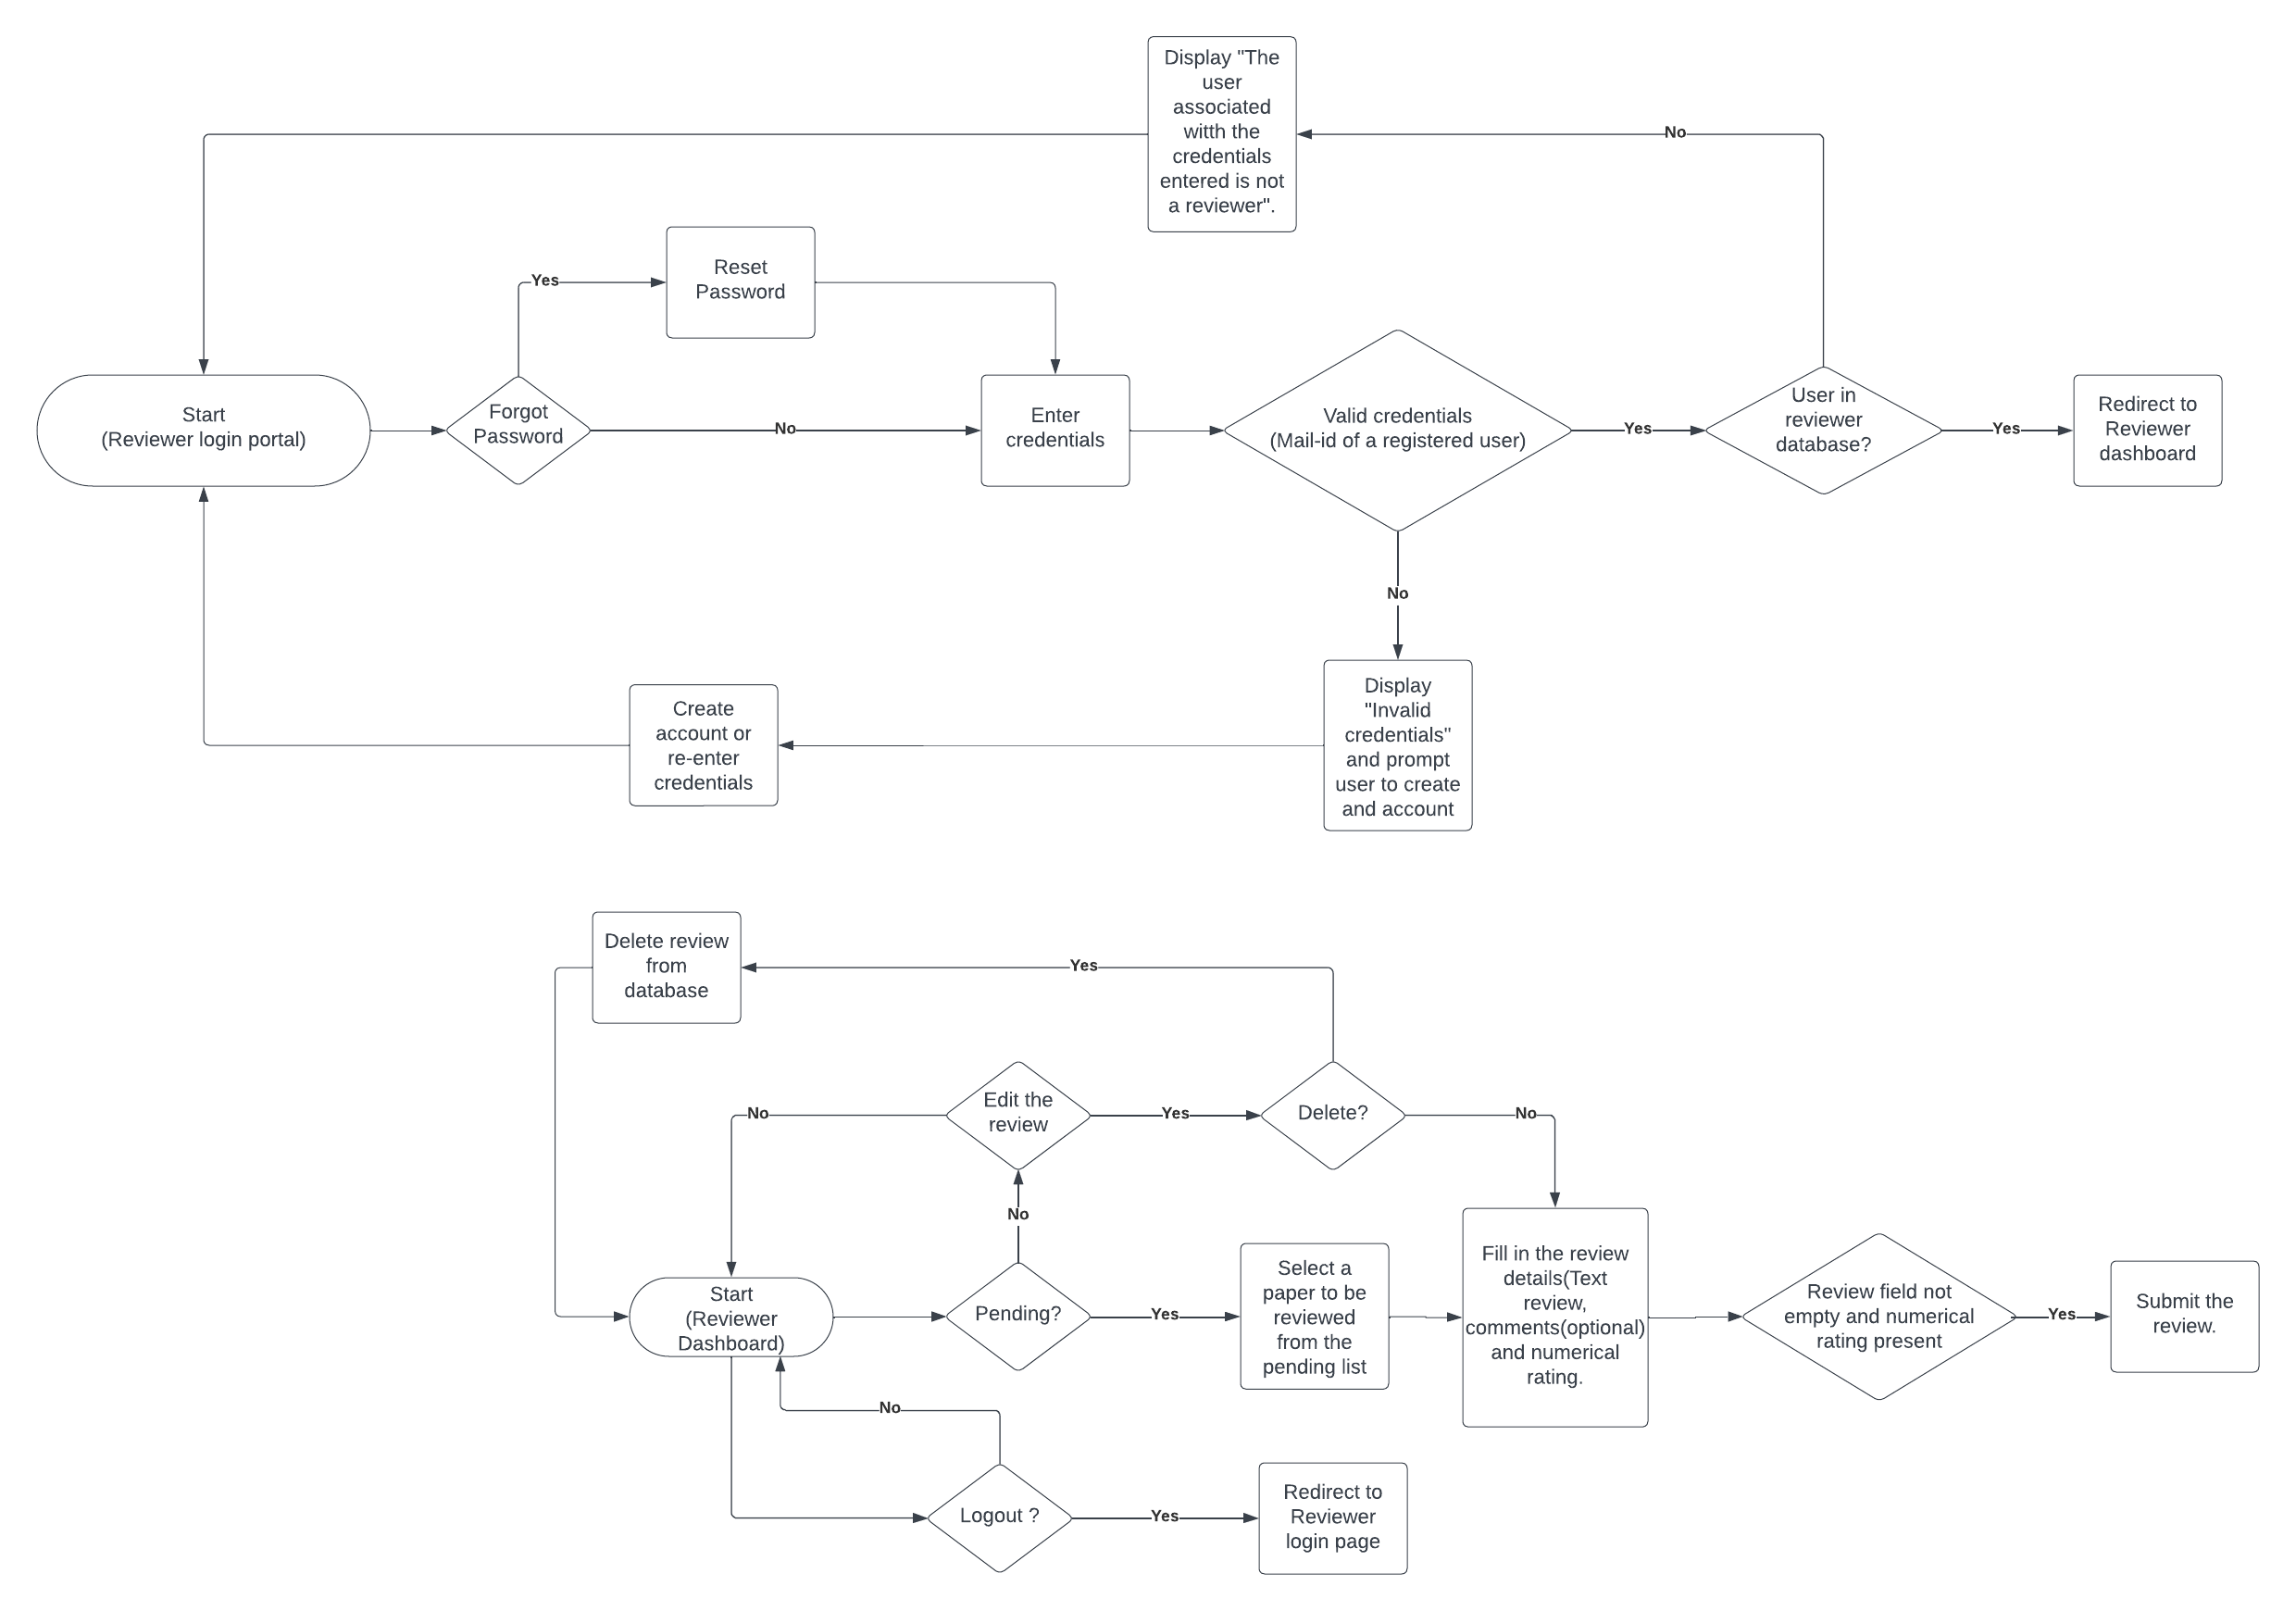 Display "The
user
associated
witth the
credentials
entered is not
a reviewer".
No
Reset
Password
Yes
Start
(Reviewer login portal)
Forgot
Password
No
Enter
credentials
Valid credentials
(Mail-id of a registered user)
Yes
User in
reviewer
database?
Yes
Redirect to
Reviewer
dashboard
No
Display
"Invalid
credentials"
and prompt
user to create
and account
Create
account or
re-enter
credentials
Delete review
from
database
Yes
Edit the
review
No
Yes
Delete?
No
No
Start
(Reviewer
Dashboard)
Pending?
Yes
Select a
paper to be
reviewed
from the
pending list
Fill in the review
details(Text
review,
comments(optional)
and numerical
rating.
Review field not
empty and numerical
rating present
Yes
Submit the
review.
No
Logout ?
Yes
Redirect to
Reviewer
login page